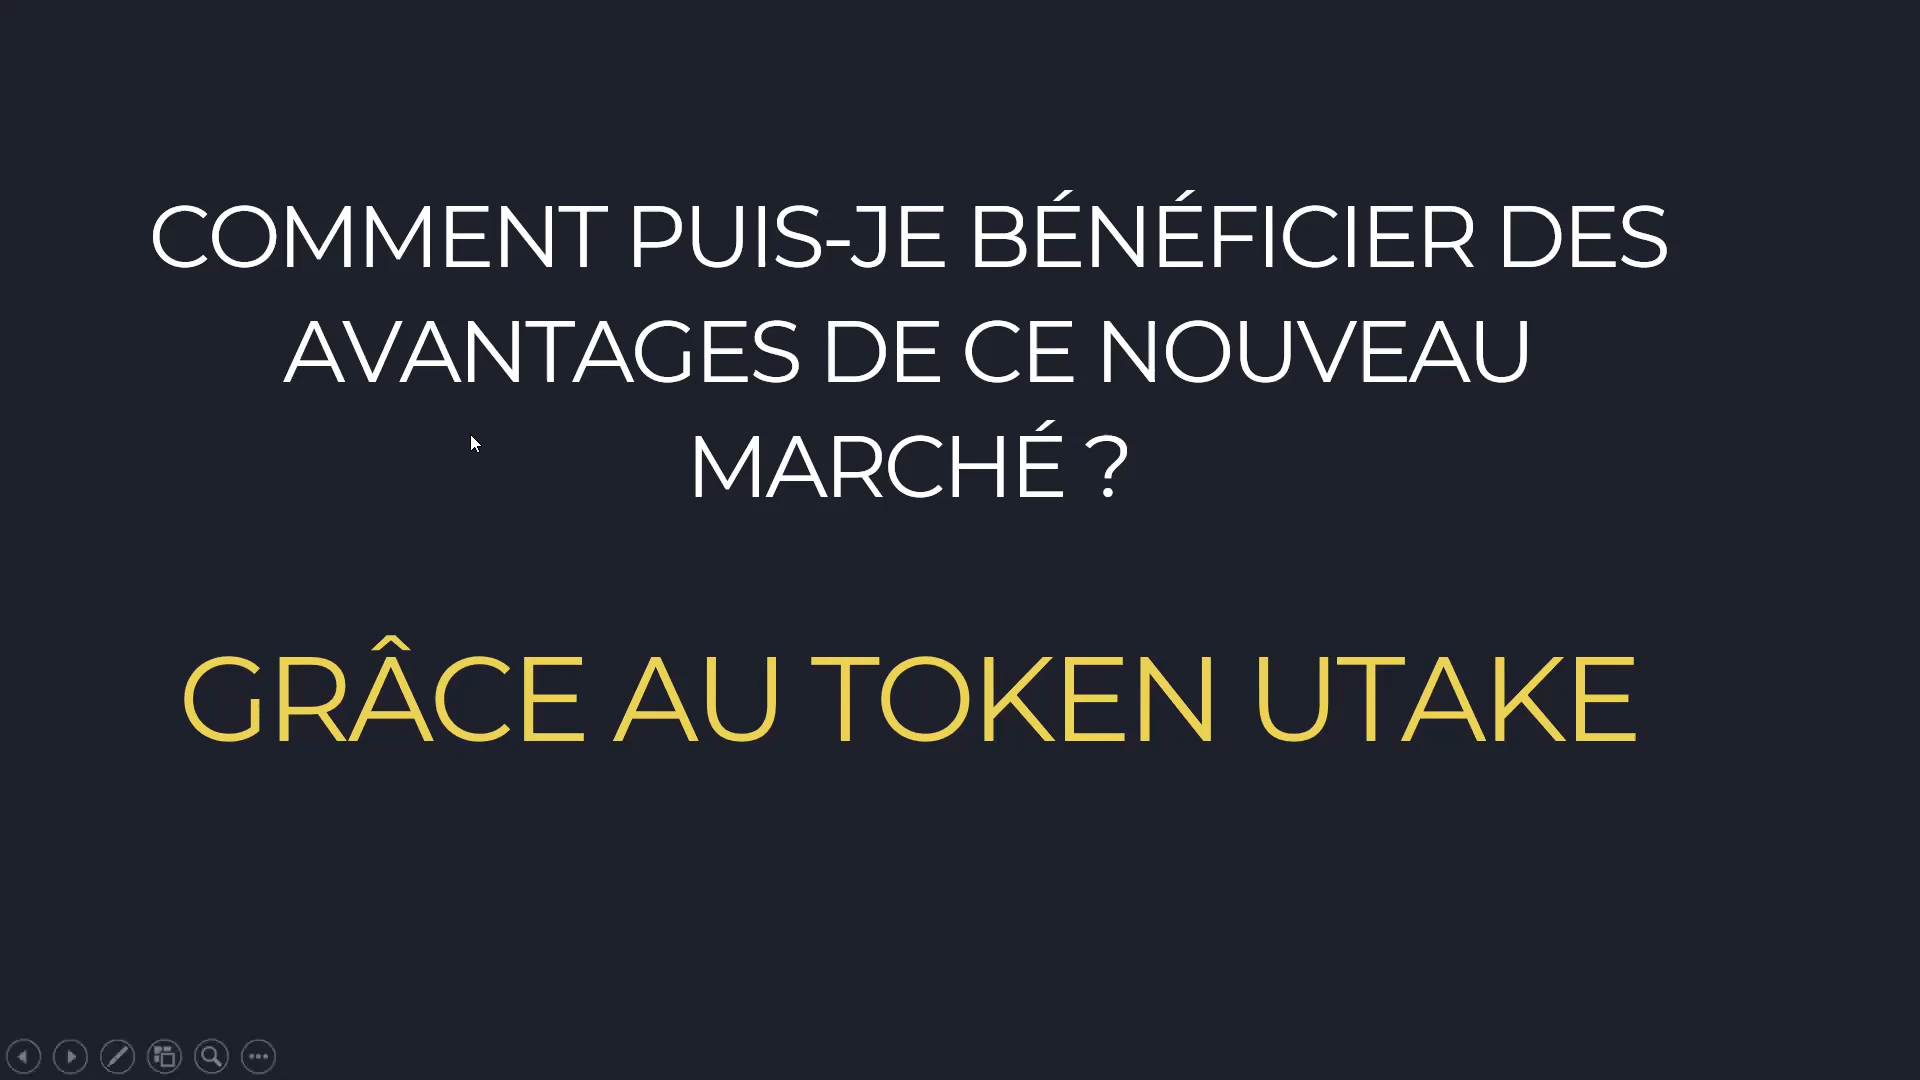 COMMENT PUIS-JE BÉNÉFICIER DES
AVANTAGES DE CE NOUVEAU
MARCHÉ ?
GRÂCE AU TOKEN UTAKE